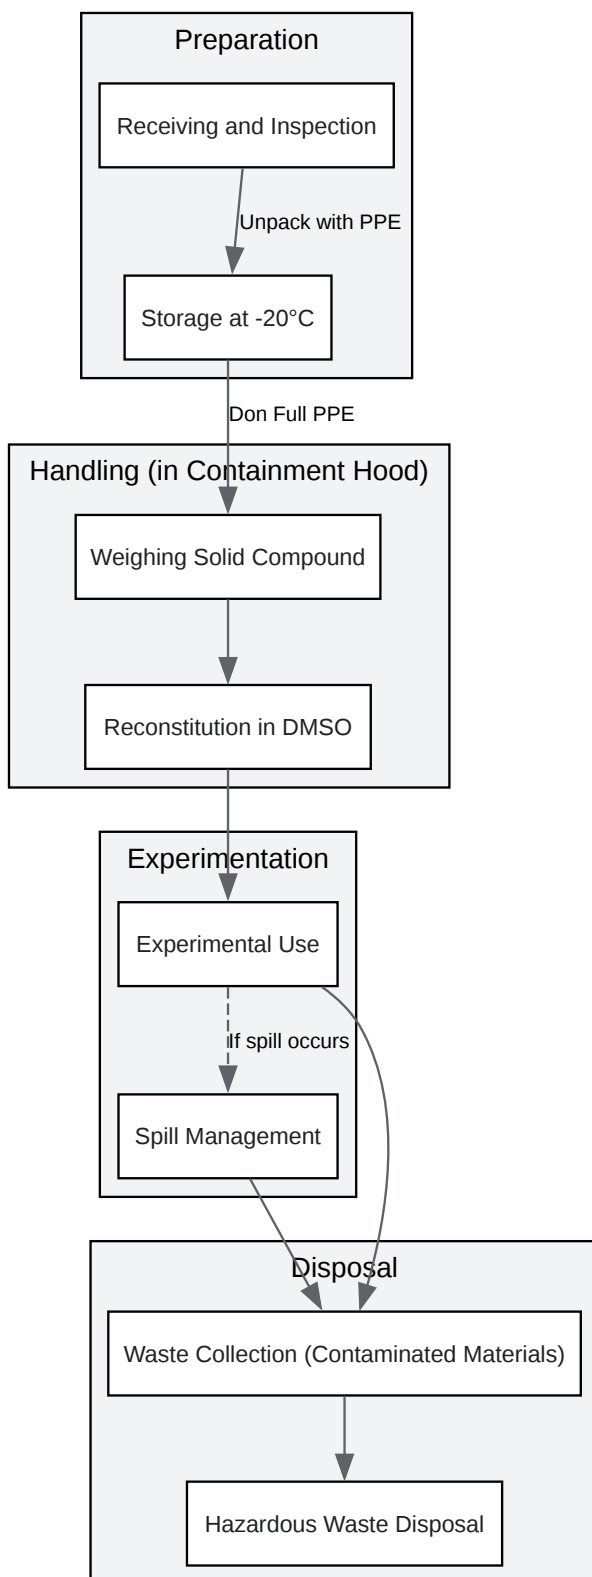 Preparation
Receiving and Inspection
Unpack with PPE
Storage at -20°C
Don Full PPE
Handling (in Containment Hood)
Weighing Solid Compound
Reconstitution in DMSO
Experimentation
Experimental Use
If spill occurs
Spill Management
Disposal
Waste Collection (Contaminated Materials)
Hazardous Waste Disposal